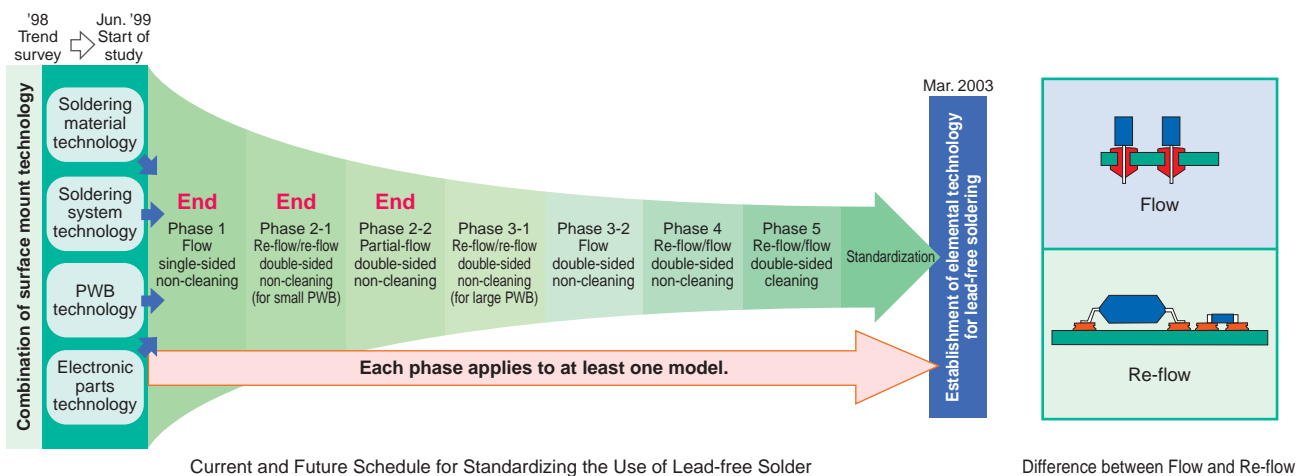 '98
Trend
survey
Jun. '99
Start of
study
Combination of surface mount technology
Soldering
material
technology
Soldering
system
technology
PWB
technology
Electronic
parts
technology
End
Phase 1
Flow
single-sided
non-cleaning
End
Phase 2-1
Re-flow/re-flow
double-sided
non-cleaning
(for small PWB)
End
Phase 2-2
Partial-flow
double-sided
non-cleaning
Phase 3-1
Re-flow/re-flow
double-sided
non-cleaning
(for large PWB)
Phase 3-2
Flow
double-sided
non-cleaning
Phase 4
Re-flow/flow
double-sided
non-cleaning
Phase 5
Re-flow/flow
double-sided
cleaning
Standardization
Each phase applies to at least one model.
Mar. 2003
Establishment of elemental technology
for lead-free soldering
Flow
Re-flow
Current and Future Schedule for Standardizing the Use of Lead-free Solder
Difference between Flow and Re-flow